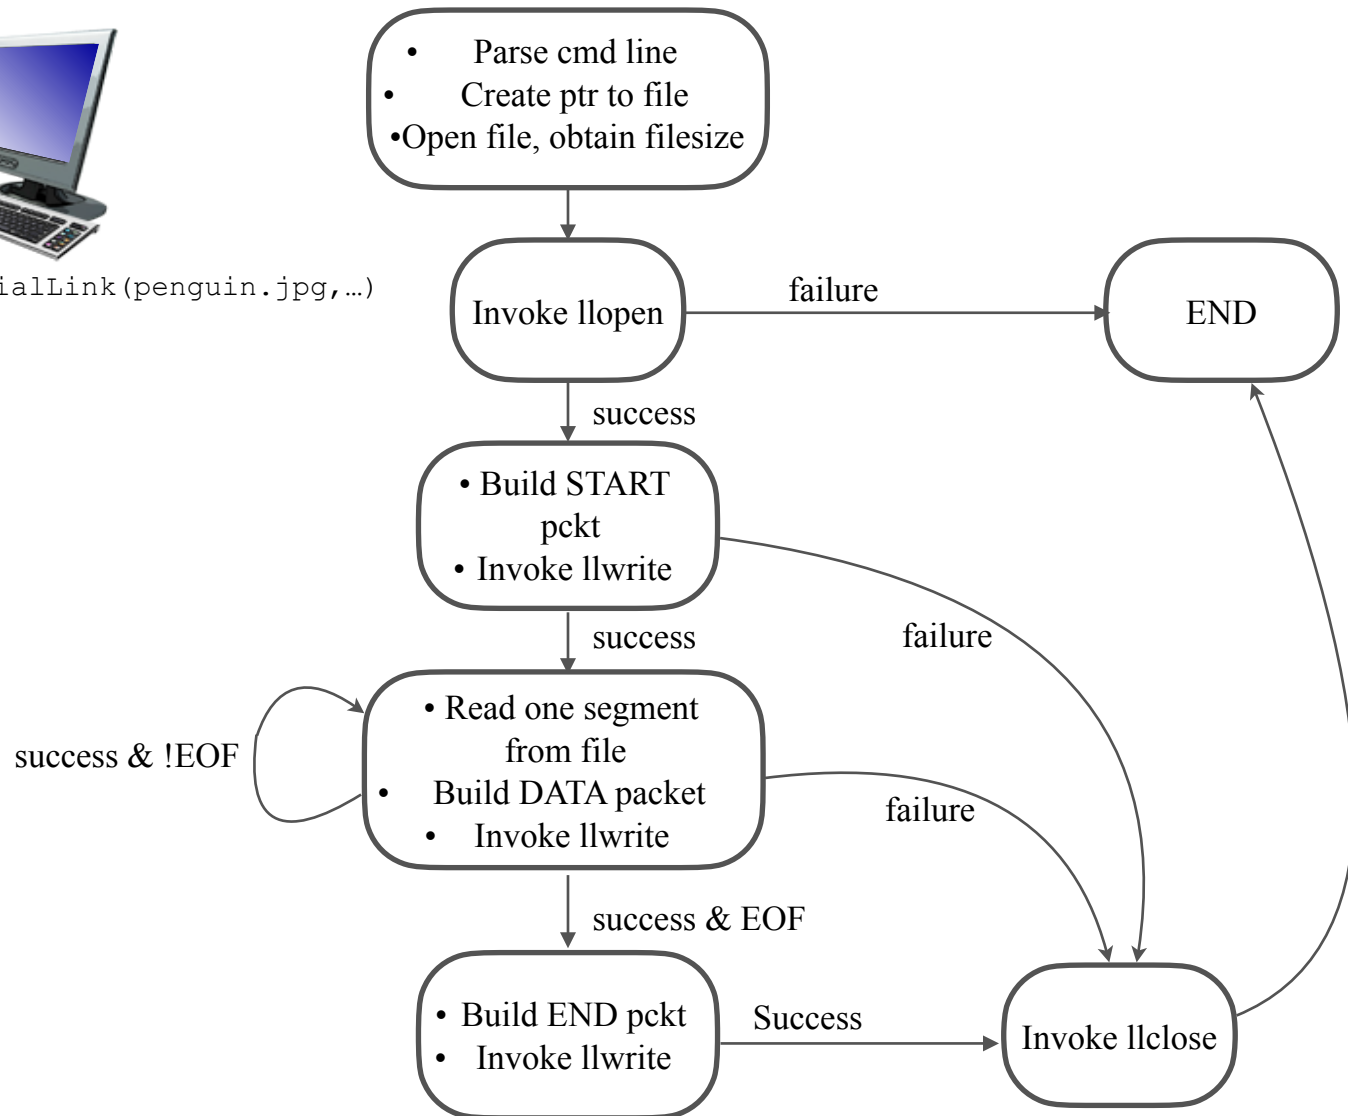 • Parse cmd line
• Create ptr to file
•Open file, obtain filesize
ialLink(penguin.jpg,…)
Invoke llopen
failure
END
success
• Build START
pckt
• Invoke llwrite
success
failure
• Read one segment
from file
• Build DATA packet
• Invoke llwrite
success & !EOF
failure
success & EOF
• Build END pckt
• Invoke llwrite
Success
Invoke llclose